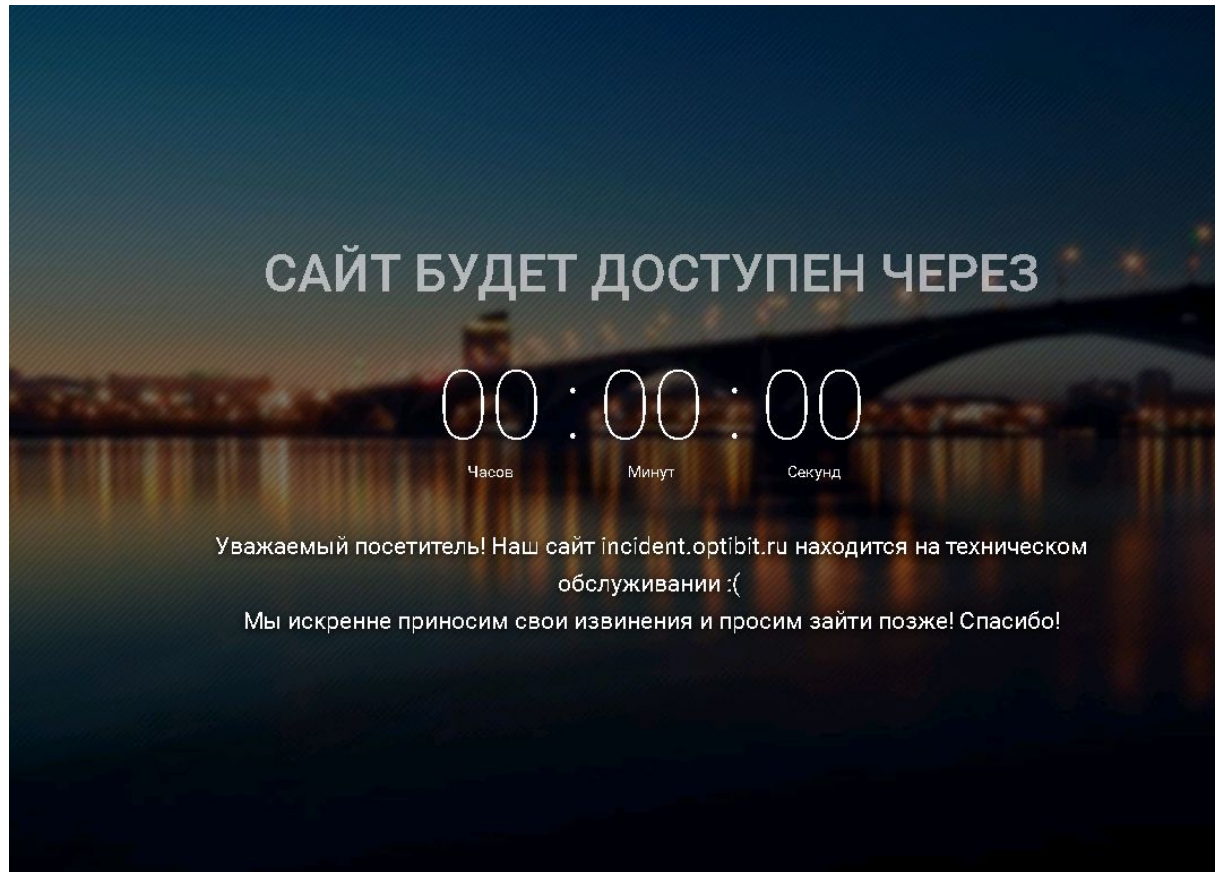 САЙТ БУДЕТ ДОСТУПЕН ЧЕРЕЗ
00 : 00 : 00
Часов Минут Секунд
Уважаемый посетитель! Наш сайт incident.optibit.ru находится на техническом
обслуживании :(
Мы искренне приносим свои извинения и просим зайти позже! Спасибо!